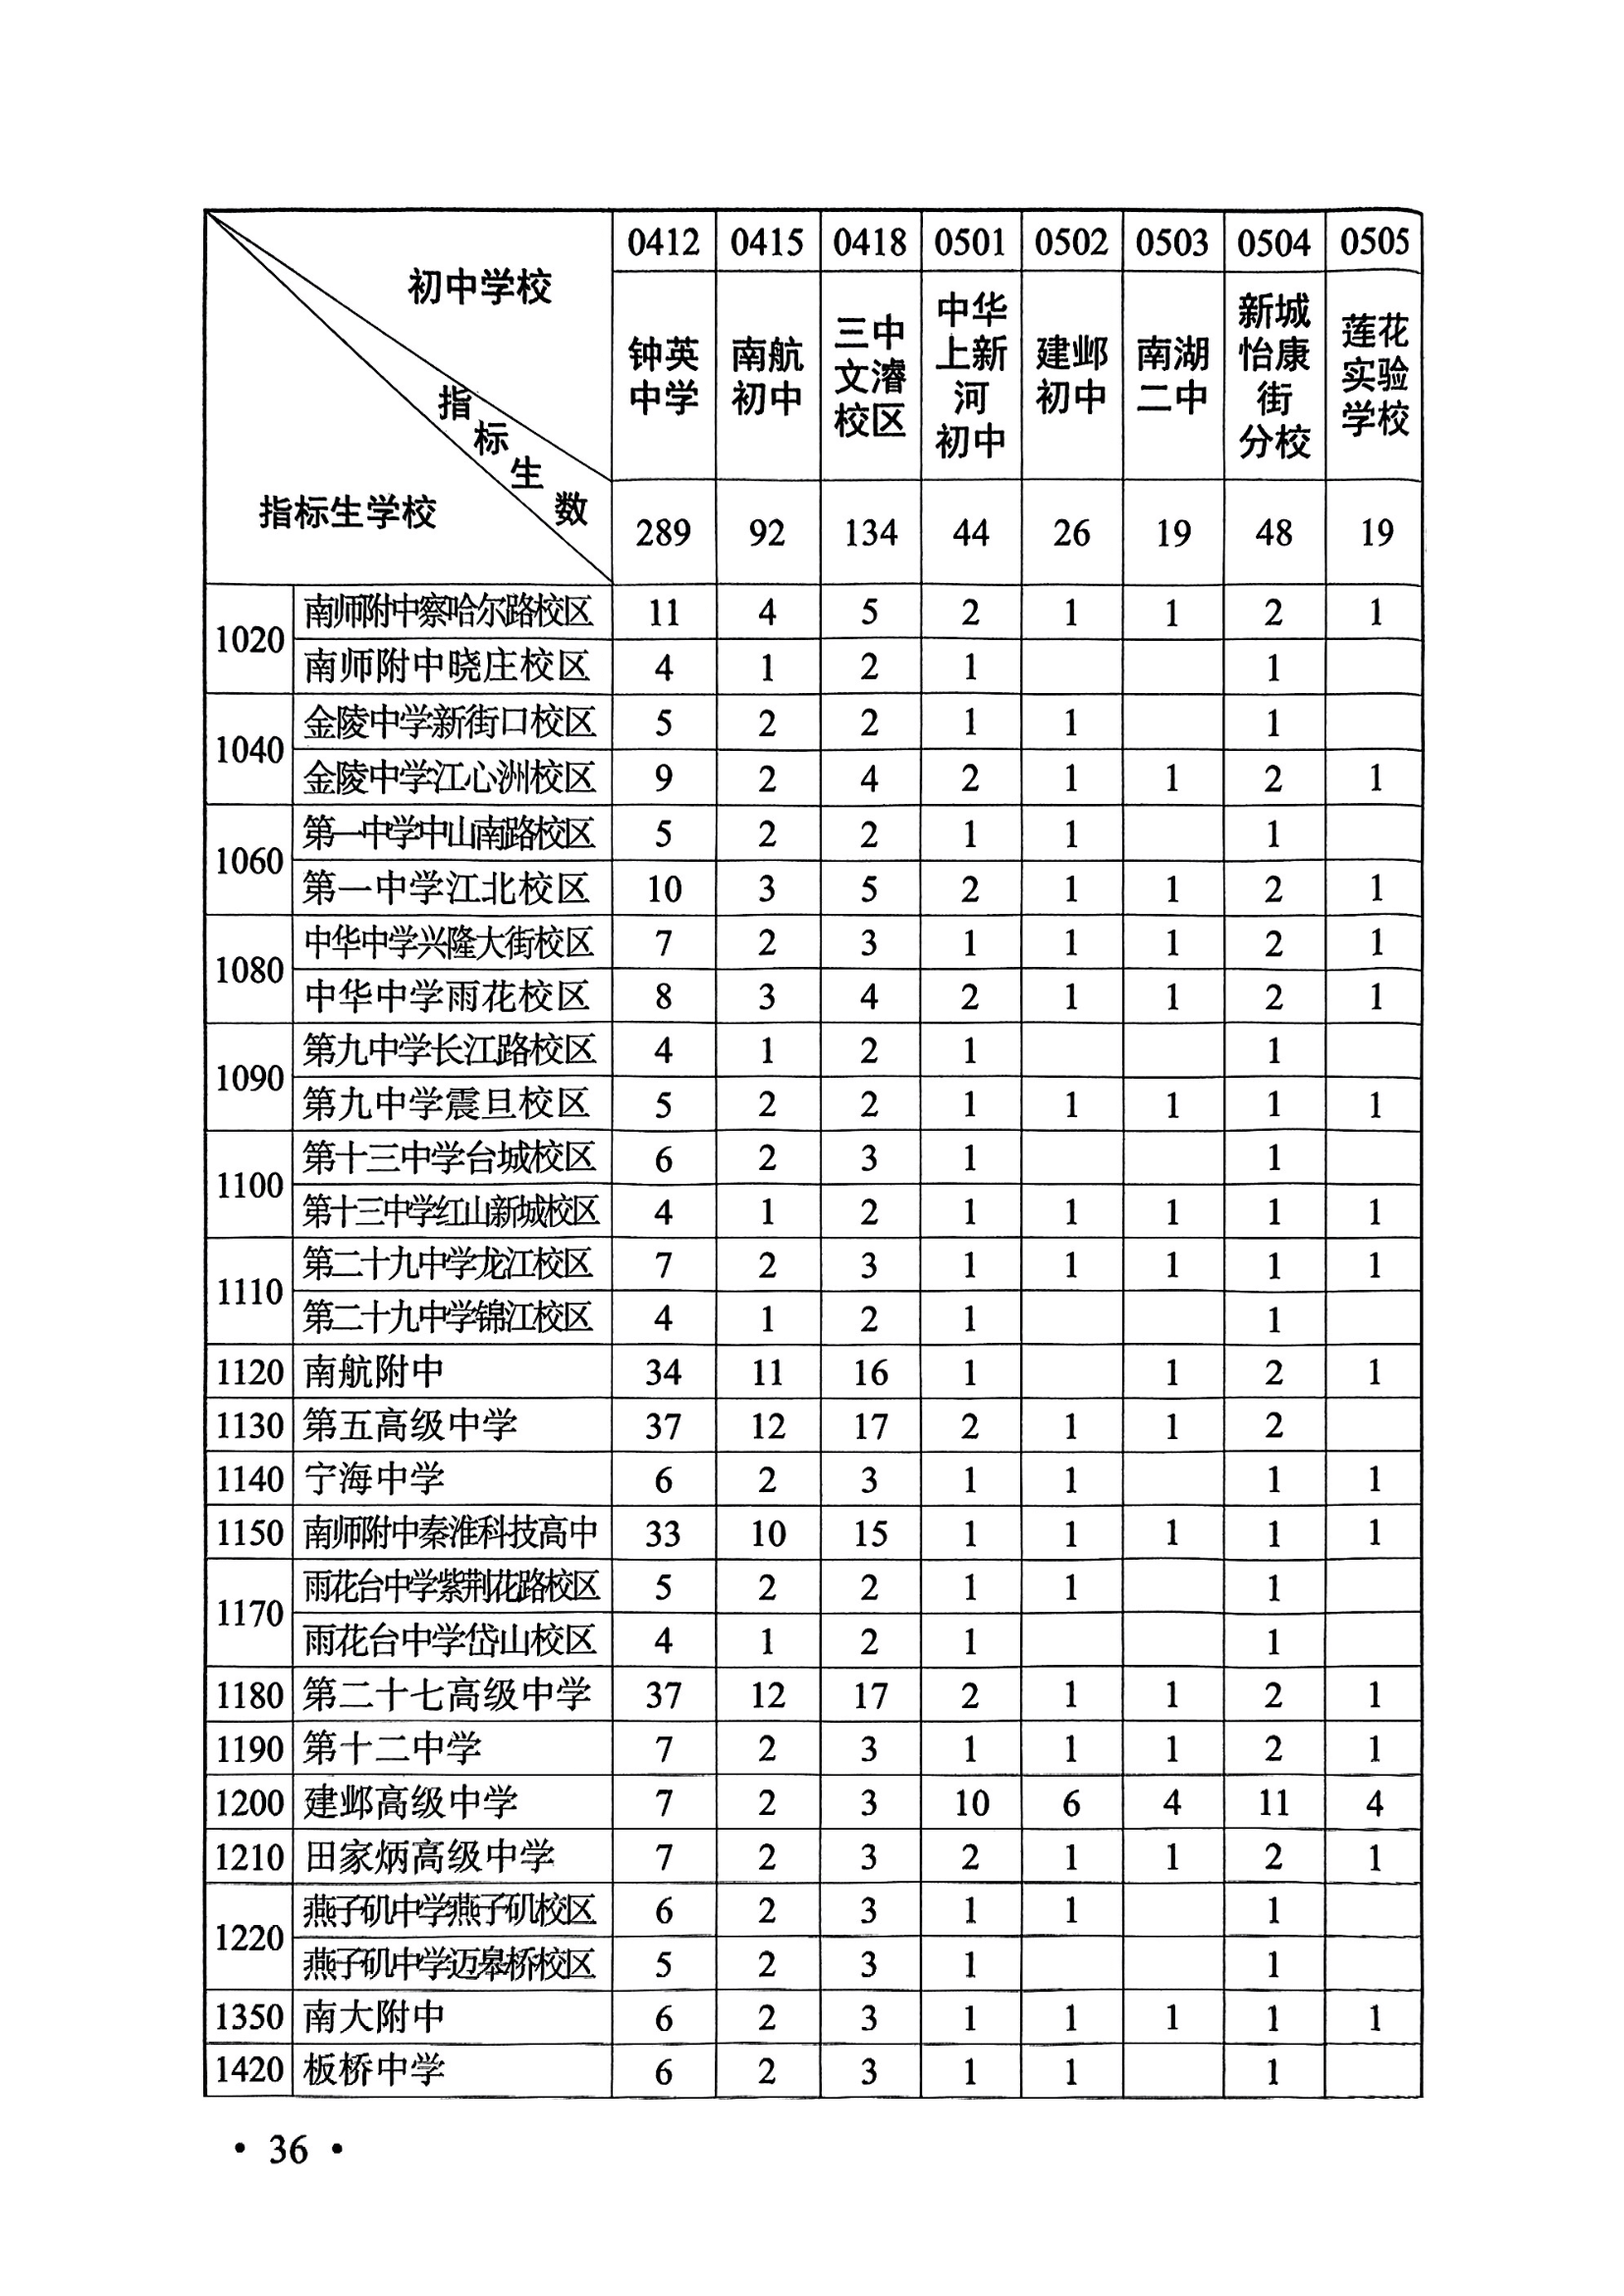 0412 0415 0418 0501 0502 0503 0504 0505
初中学校
钟英中学 南航初中 三中文濬校区 中华上新河初中 建邺初中 南湖二中 新城怡康街分校 莲花实验学校
指标生数
指标生学校
289 92 134 44 26 19 48 19
1020 南师附中察哈尔路校区 11 4 5 2 1 1 2 1
南师附中晓庄校区 4 1 2 1 1
1040 金陵中学新街口校区 5 2 2 1 1 1
金陵中学江心洲校区 9 2 4 2 1 1 2 1
1060 第一中学中山南路校区 5 2 2 1 1 1
第一中学江北校区 10 3 5 2 1 1 2 1
1080 中华中学兴隆大街校区 7 2 3 1 1 1 2 1
中华中学雨花校区 8 3 4 2 1 1 2 1
1090 第九中学长江路校区 4 1 2 1 1
第九中学震旦校区 5 2 2 1 1 1 1 1
1100 第十三中学台城校区 6 2 3 1 1
第十三中学红山新城校区 4 1 2 1 1 1 1 1
1110 第二十九中学龙江校区 7 2 3 1 1 1 1 1
第二十九中学锦江校区 4 1 2 1 1
1120 南航附中 34 11 16 1 1 2 1
1130 第五高级中学 37 12 17 2 1 1 2
1140 宁海中学 6 2 3 1 1 1 1
1150 南师附中秦淮科技高中 33 10 15 1 1 1 1 1
1170 雨花台中学紫荆花路校区 5 2 2 1 1 1
雨花台中学岱山校区 4 1 2 1 1
1180 第二十七高级中学 37 12 17 2 1 1 2 1
1190 第十二中学 7 2 3 1 1 1 2 1
1200 建邺高级中学 7 2 3 10 6 4 11 4
1210 田家炳高级中学 7 2 3 2 1 1 2 1
1220 燕子矶中学燕子矶校区 6 2 3 1 1 1
燕子矶中学迈皋桥校区 5 2 3 1 1
1350 南大附中 6 2 3 1 1 1 1 1
1420 板桥中学 6 2 3 1 1 1
• 36 •